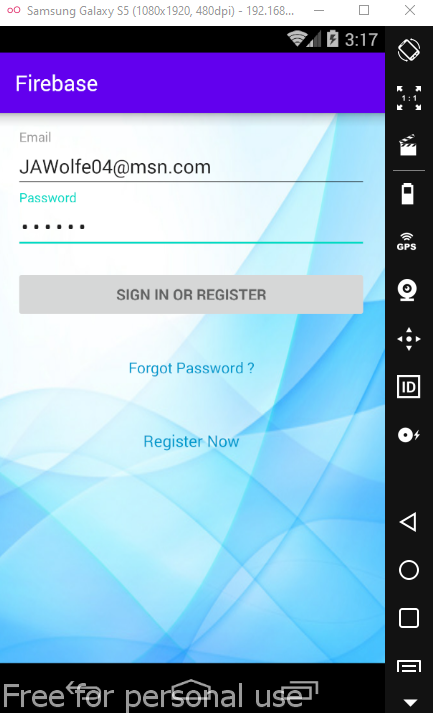 Samsung Galaxy S5 (1080x1920, 480dpi) - 192.168...
3:17
Firebase
Email
JAWolfe04@msn.com
Password
••••••
SIGN IN OR REGISTER
Forgot Password ?
Register Now
1:1
GPS
ID
Free for personal use